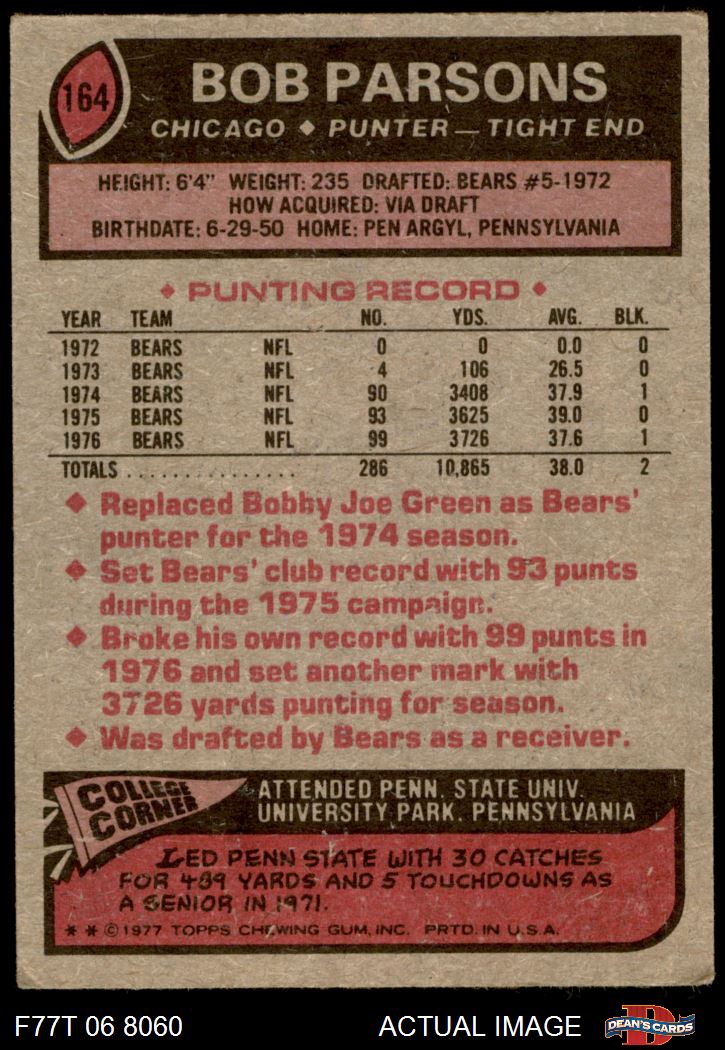 164
BOB PARSONS
CHICAGO ♦ PUNTER — TIGHT END
HEIGHT: 6'4" WEIGHT: 235 DRAFTED: BEARS #5-1972
HOW ACQUIRED: VIA DRAFT
BIRTHDATE: 6-29-50 HOME: PEN ARGYL, PENNSYLVANIA
♦ PUNTING RECORD ♦
YEAR TEAM NO. YDS. AVG. BLK.
1972 BEARS NFL 0 0 0.0 0
1973 BEARS NFL 4 106 26.5 0
1974 BEARS NFL 90 3408 37.9 1
1975 BEARS NFL 93 3625 39.0 0
1976 BEARS NFL 99 3726 37.6 1
TOTALS . . . . . . . . . . . . . . . 286 10,865 38.0 2
♦ Replaced Bobby Joe Green as Bears'
punter for the 1974 season.
♦ Set Bears' club record with 93 punts
during the 1975 campaign.
♦ Broke his own record with 99 punts in
1976 and set another mark with
3726 yards punting for season.
♦ Was drafted by Bears as a receiver.
COLLEGE
CORNER
ATTENDED PENN. STATE UNIV.
UNIVERSITY PARK, PENNSYLVANIA
LED PENN STATE WITH 30 CATCHES
FOR 489 YARDS AND 5 TOUCHDOWNS AS
A SENIOR IN 1971.
* * © 1977 TOPPS CHEWING GUM, INC. PRTD. IN U.S.A.
F77T 06 8060 ACTUAL IMAGE
D
DEAN'S CARDS